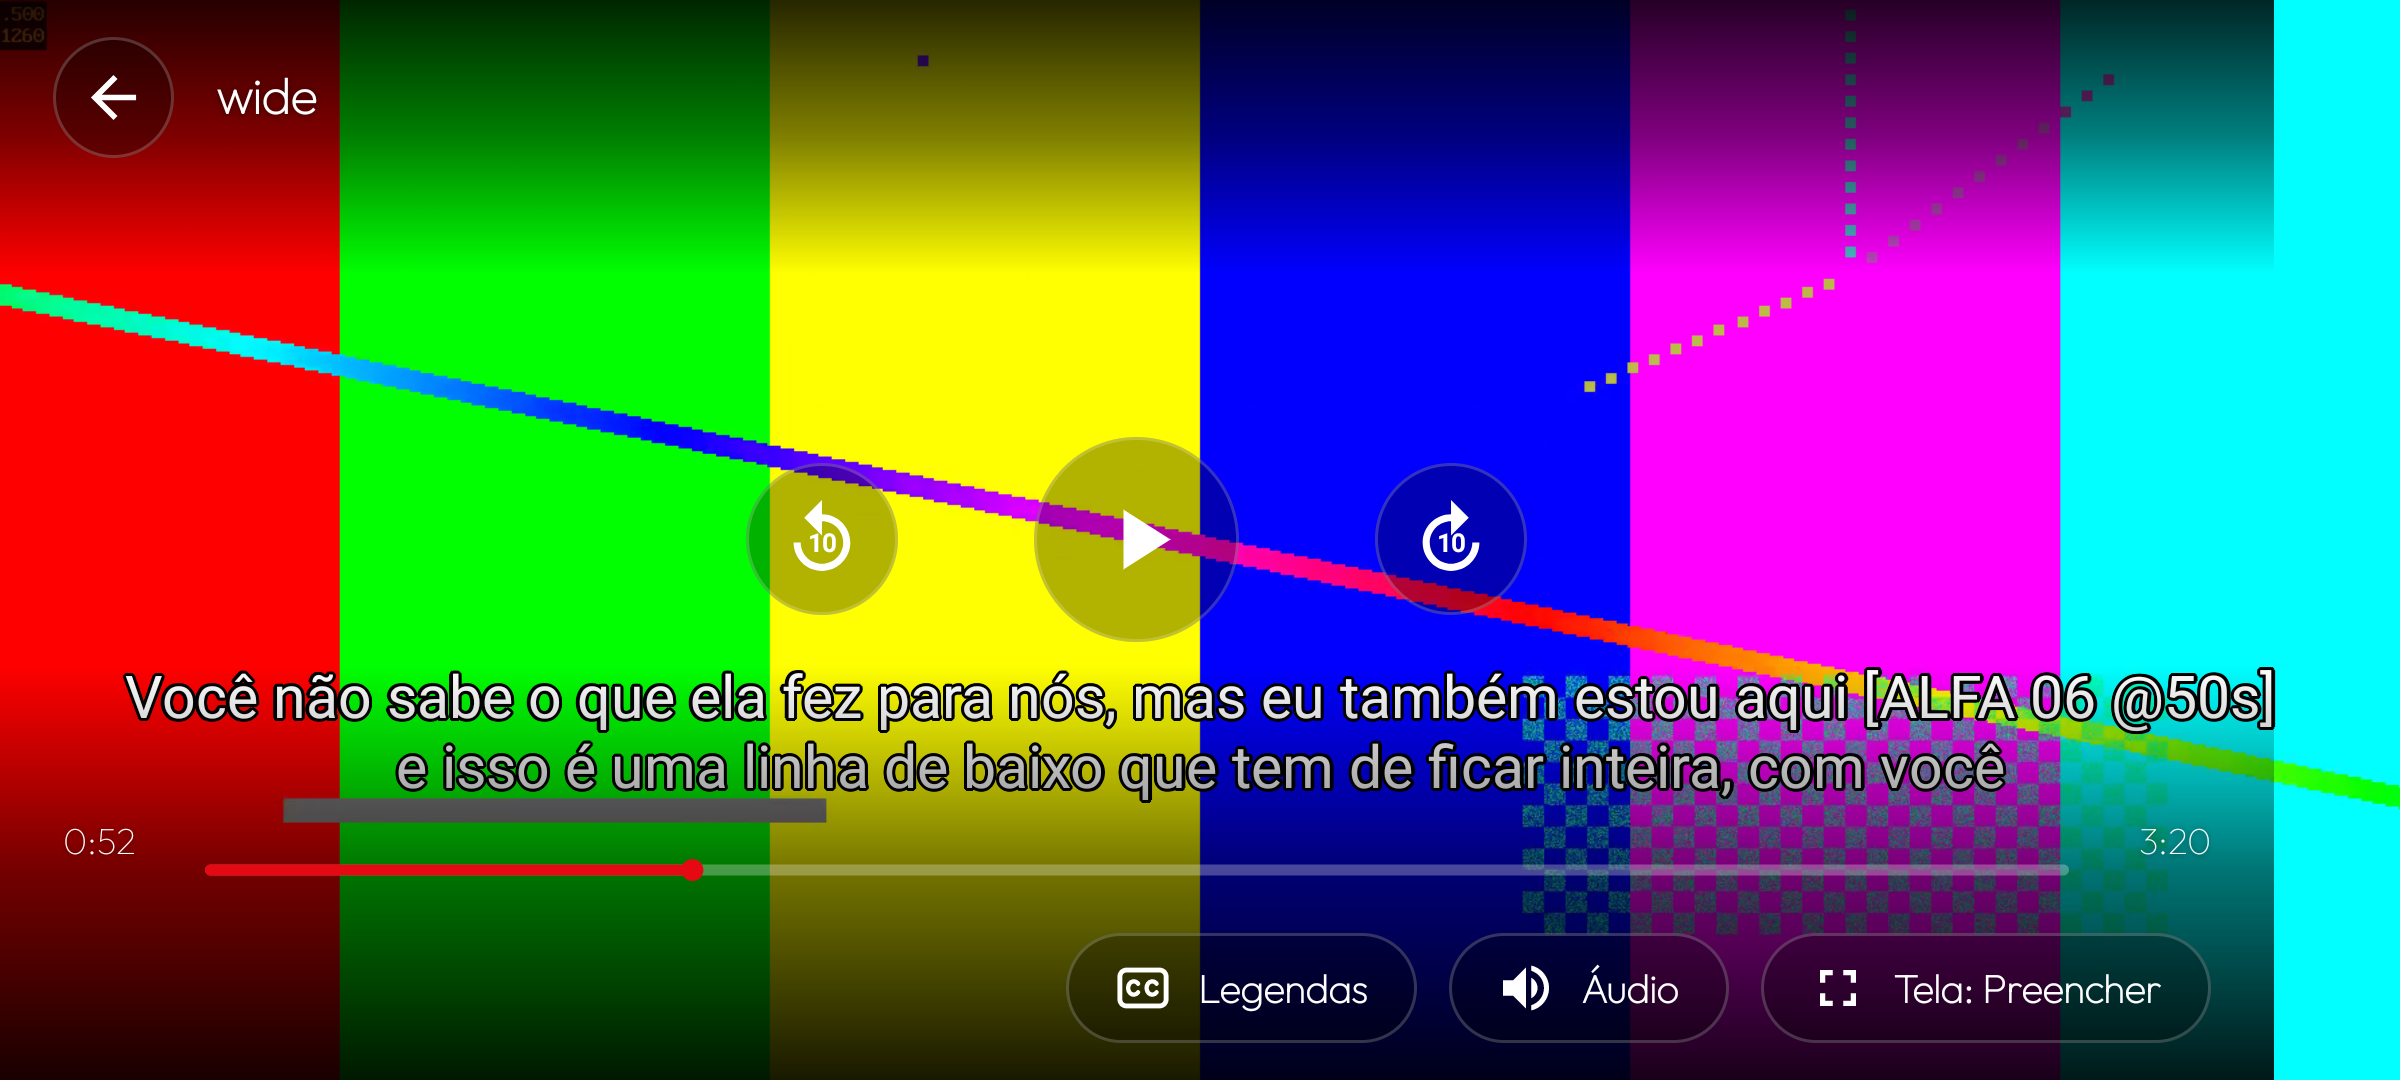 .500
1260
wide
10
10
Você não sabe o que ela fez para nós, mas eu também estou aqui [ALFA 06 @50s]
e isso é uma linha de baixo que tem de ficar inteira, com você
0:52
3:20
CC Legendas
Áudio
Tela: Preencher